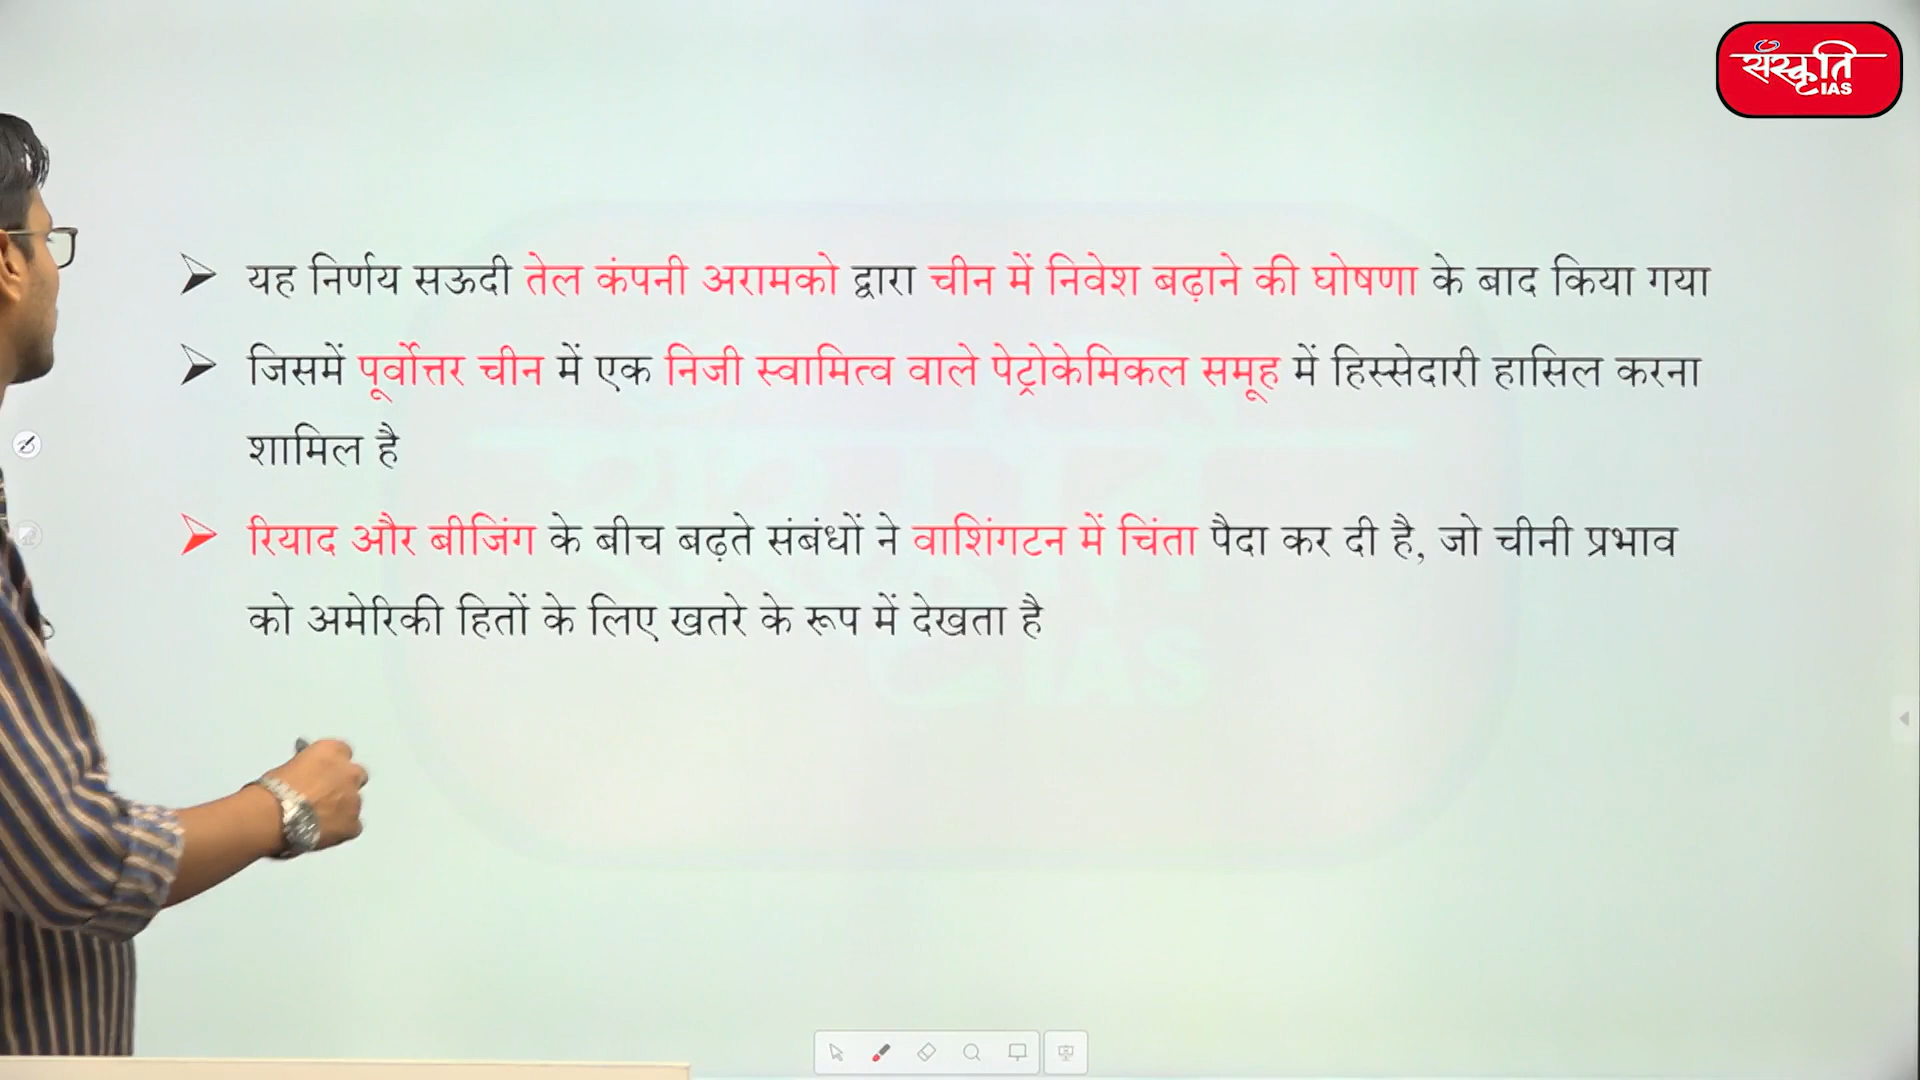 संस्कृति
IAS
यह निर्णय सऊदी तेल कंपनी अरामको द्वारा चीन में निवेश बढ़ाने की घोषणा के बाद किया गया
जिसमें पूर्वोत्तर चीन में एक निजी स्वामित्व वाले पेट्रोकेमिकल समूह में हिस्सेदारी हासिल करना
शामिल है
रियाद और बीजिंग के बीच बढ़ते संबंधों ने वाशिंगटन में चिंता पैदा कर दी है, जो चीनी प्रभाव
को अमेरिकी हितों के लिए खतरे के रूप में देखता है
संस्कृति
IAS